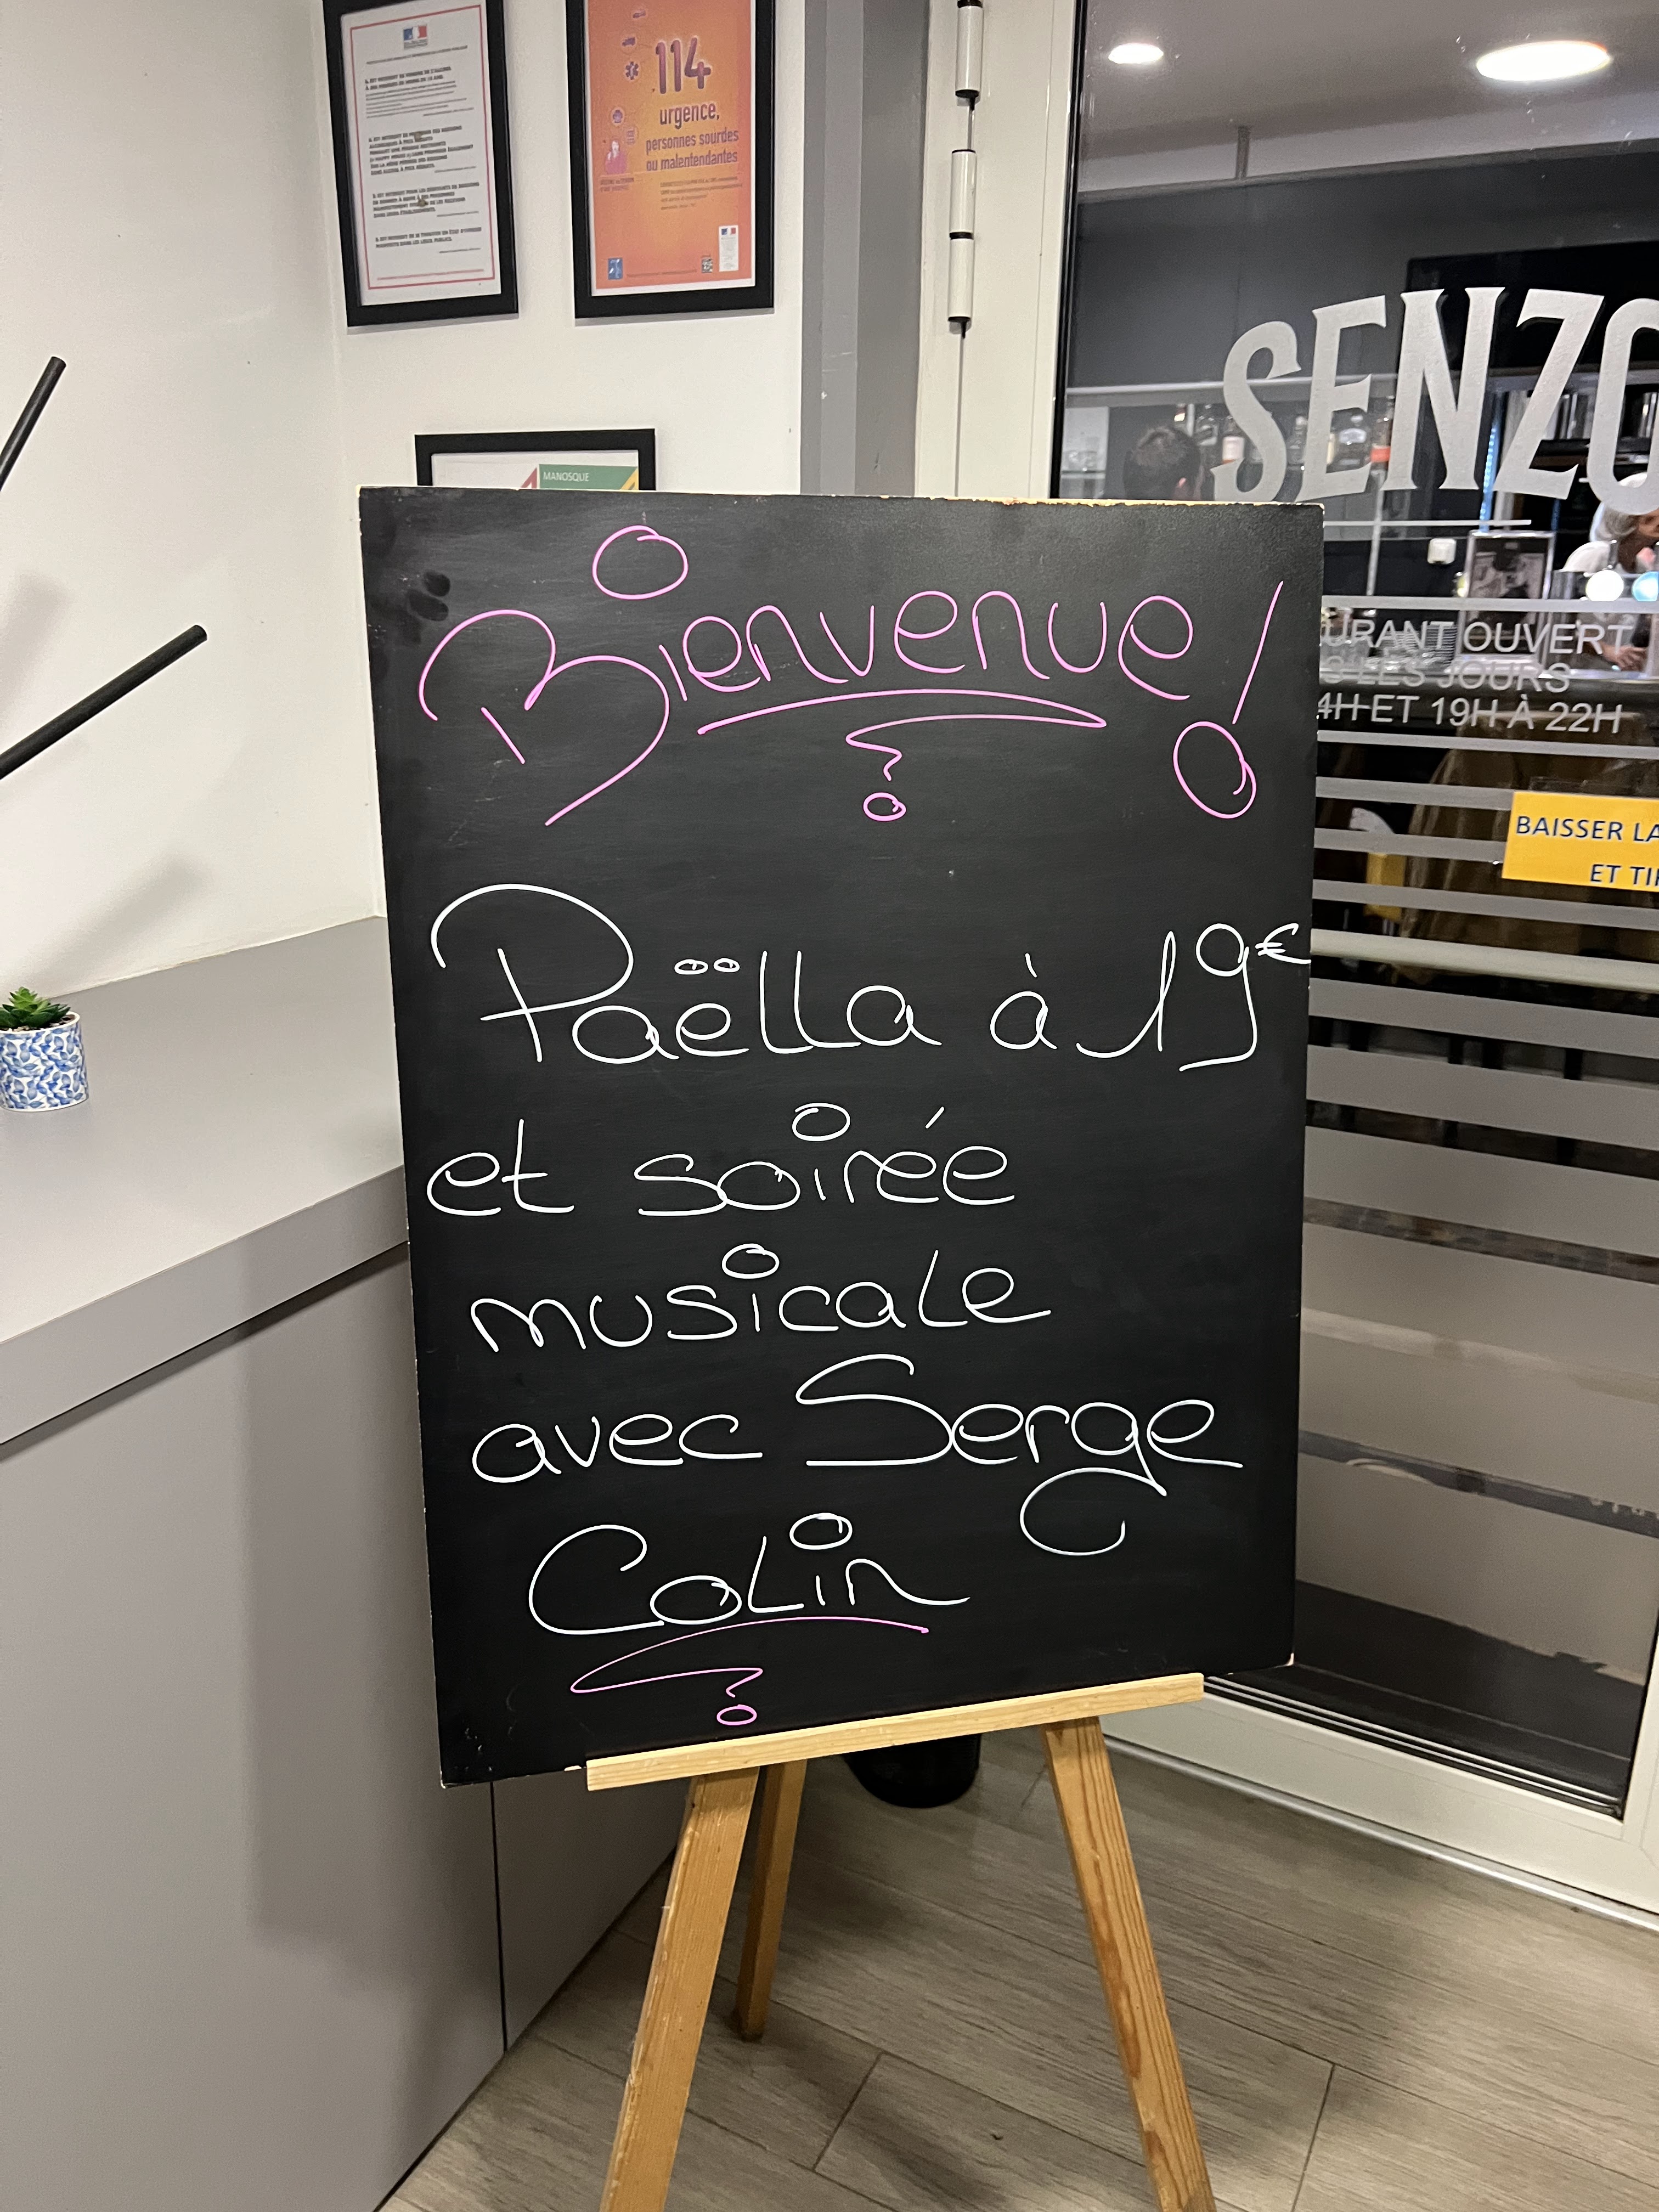 114
urgence,
personnes sourdes
ou malentendantes
MANOSQUE
SENZO
URANT OUVERT
S LES JOURS
4H ET 19H À 22H
BAISSER LA
ET TI
Bienvenue !
Paëlla à 19€
et soirée
musicale
avec Serge
Colin